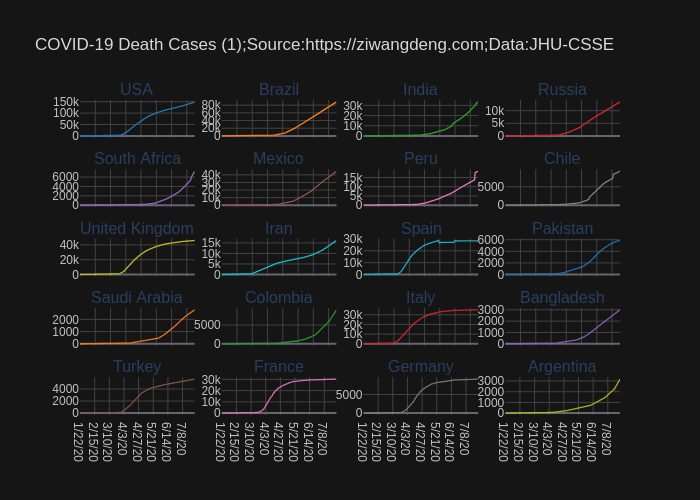 COVID-19 Death Cases (1);Source:https://ziwangdeng.com;Data:JHU-CSSE
USA Brazil India Russia
150k 100k 50k 0
80k 60k 40k 20k 0
30k 20k 10k 0
10k 5k 0
South Africa Mexico Peru Chile
6000 4000 2000 0
40k 30k 20k 10k 0
15k 10k 5k 0
5000 0
United Kingdom Iran Spain Pakistan
40k 20k 0
15k 10k 5k 0
30k 20k 10k 0
6000 4000 2000 0
Saudi Arabia Colombia Italy Bangladesh
2000 1000 0
5000 0
30k 20k 10k 0
3000 2000 1000 0
Turkey France Germany Argentina
4000 2000 0
30k 20k 10k 0
5000 0
3000 2000 1000 0
1/22/20 2/15/20 3/10/20 4/3/20 4/27/20 5/21/20 6/14/20 7/8/20
1/22/20 2/15/20 3/10/20 4/3/20 4/27/20 5/21/20 6/14/20 7/8/20
1/22/20 2/15/20 3/10/20 4/3/20 4/27/20 5/21/20 6/14/20 7/8/20
1/22/20 2/15/20 3/10/20 4/3/20 4/27/20 5/21/20 6/14/20 7/8/20